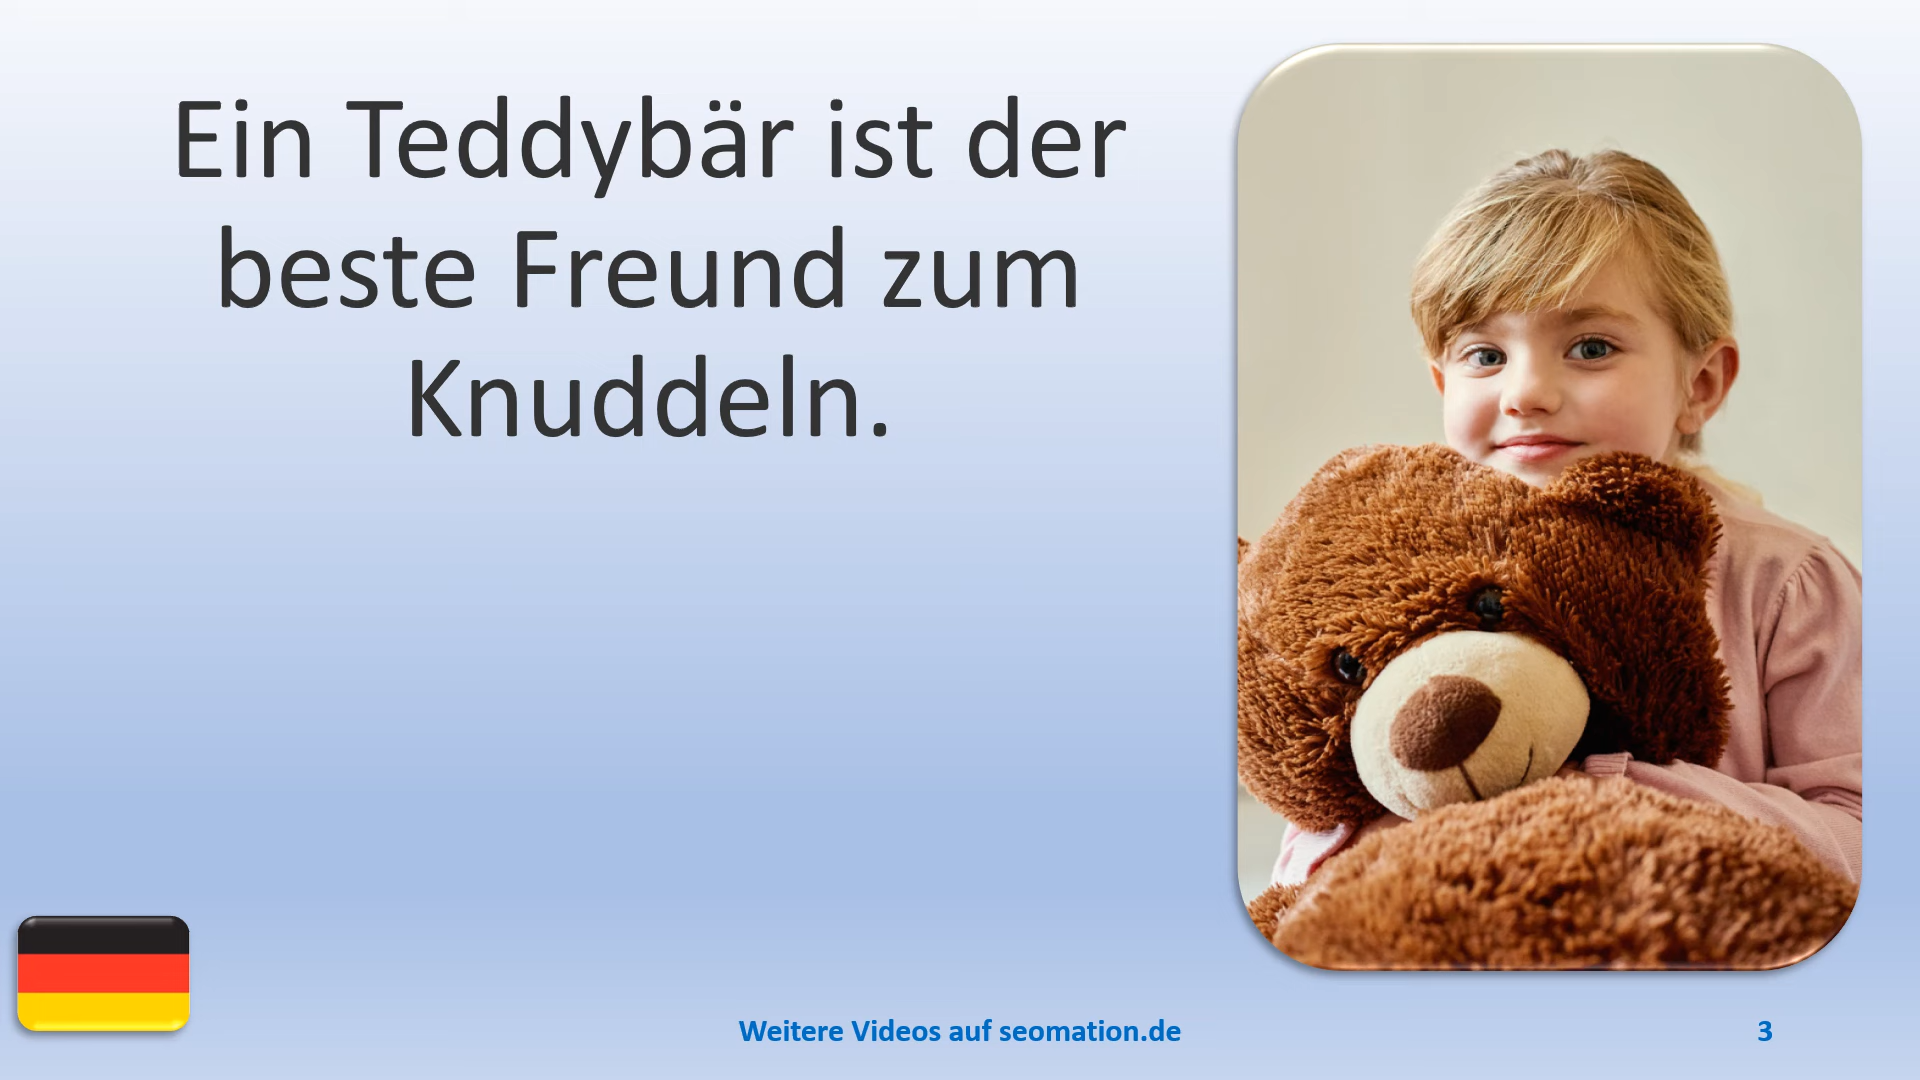 Ein Teddybär ist der
beste Freund zum
Knuddeln.
Weitere Videos auf seomation.de
3